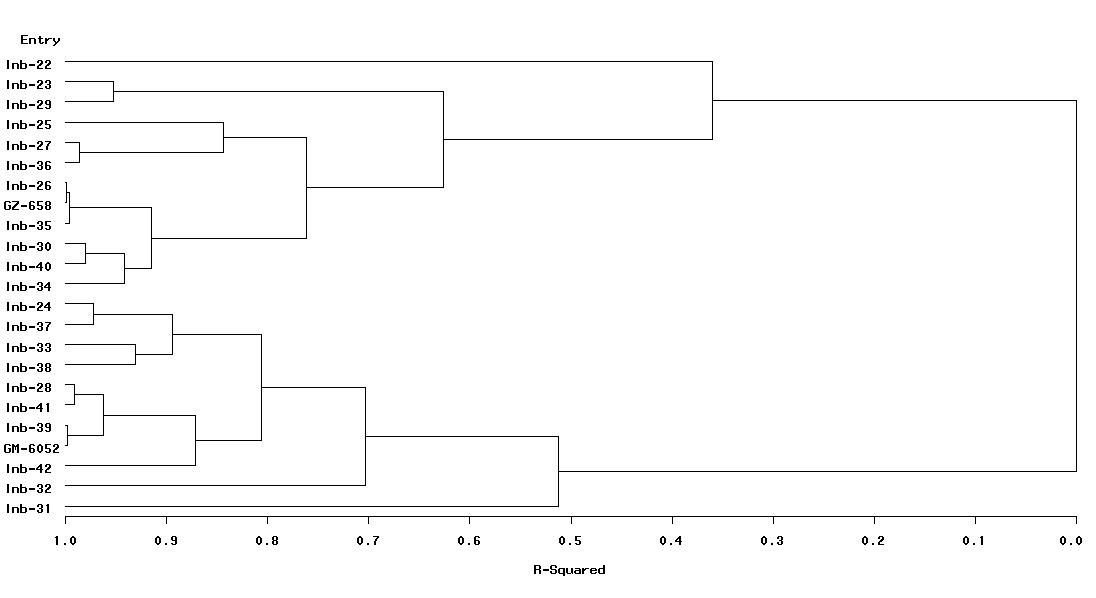 Entry
Inb-22
Inb-23
Inb-29
Inb-25
Inb-27
Inb-36
Inb-26
GZ-658
Inb-35
Inb-30
Inb-40
Inb-34
Inb-24
Inb-37
Inb-33
Inb-38
Inb-28
Inb-41
Inb-39
GM-6052
Inb-42
Inb-32
Inb-31
1.0 0.9 0.8 0.7 0.6 0.5 0.4 0.3 0.2 0.1 0.0
R-Squared